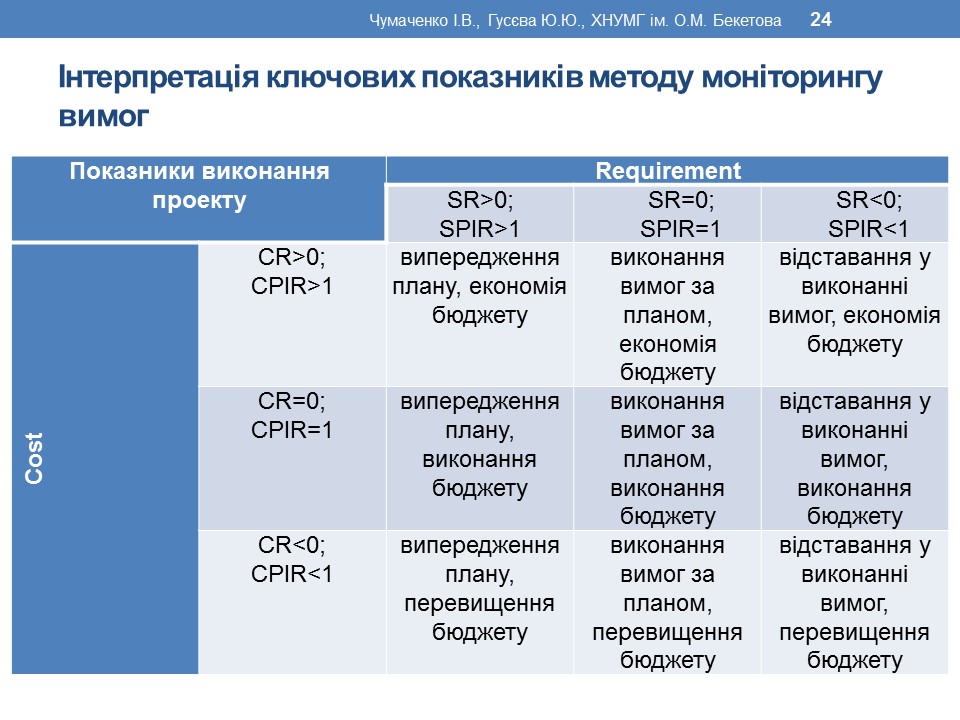 Чумаченко І.В., Гусєва Ю.Ю., ХНУМГ ім. О.М. Бекетова 24
Інтерпретація ключових показників методу моніторингу
вимог
Показники виконання
проекту
Requirement
SR>0;
SPIR>1
SR=0;
SPIR=1
SR<0;
SPIR<1
Cost
CR>0;
CPIR>1
випередження
плану, економія
бюджету
виконання
вимог за
планом,
економія
бюджету
відставання у
виконанні
вимог, економія
бюджету
CR=0;
CPIR=1
випередження
плану,
виконання
бюджету
виконання
вимог за
планом,
виконання
бюджету
відставання у
виконанні
вимог,
виконання
бюджету
CR<0;
CPIR<1
випередження
плану,
перевищення
бюджету
виконання
вимог за
планом,
перевищення
бюджету
відставання у
виконанні
вимог,
перевищення
бюджету